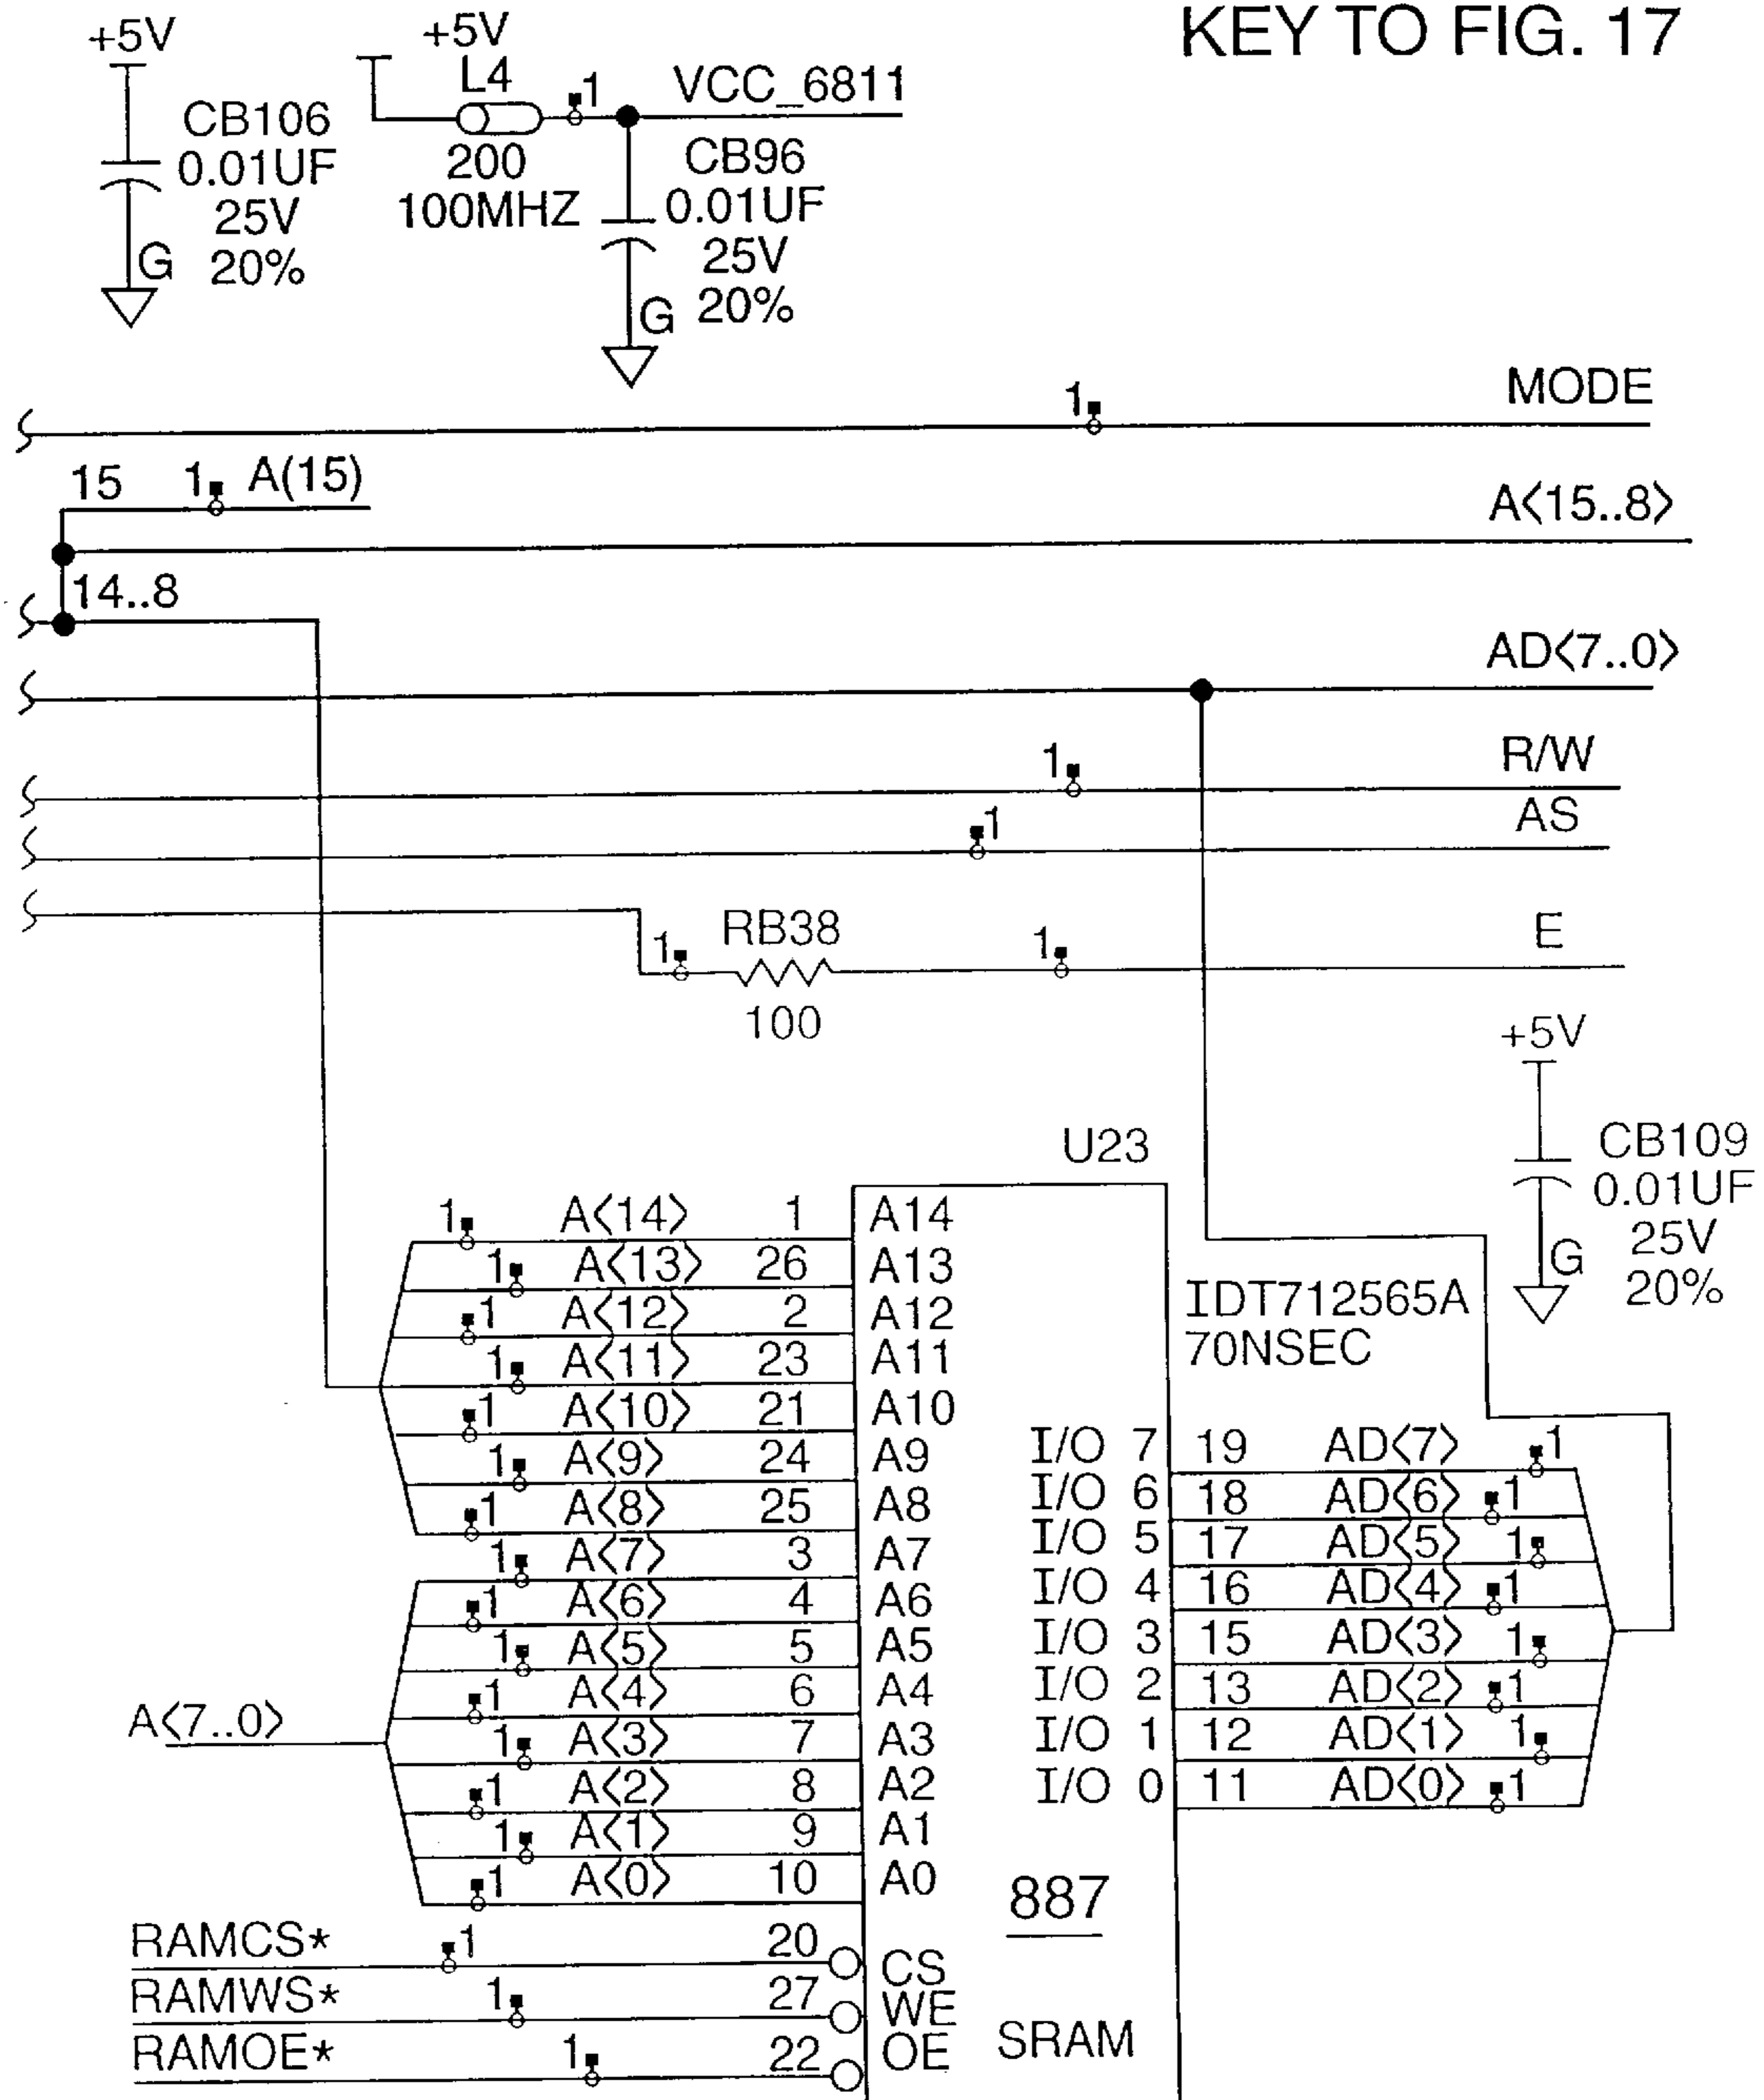 KEY TO FIG. 17
+5V
CB106
0.01UF
25V
20%
G
+5V
L4
1
VCC_6811
200
100MHZ
CB96
0.01UF
25V
20%
G
1
MODE
15
1
A(15)
A<15..8>
14..8
AD<7..0>
1
R/W
1
AS
1
RB38
1
E
100
+5V
CB109
0.01UF
25V
20%
G
U23
IDT712565A
70NSEC
1 A<14> 1 A14
1 A<13> 26 A13
1 A<12> 2 A12
1 A<11> 23 A11
1 A<10> 21 A10
1 A<9> 24 A9
1 A<8> 25 A8
1 A<7> 3 A7
1 A<6> 4 A6
1 A<5> 5 A5
1 A<4> 6 A4
A<7..0>
1 A<3> 7 A3
1 A<2> 8 A2
1 A<1> 9 A1
1 A<0> 10 A0
I/O 7 19 AD<7> 1
I/O 6 18 AD<6> 1
I/O 5 17 AD<5> 1
I/O 4 16 AD<4> 1
I/O 3 15 AD<3> 1
I/O 2 13 AD<2> 1
I/O 1 12 AD<1> 1
I/O 0 11 AD<0> 1
887
RAMCS* 1 20 CS
RAMWS* 1 27 WE
RAMOE* 1 22 OE
SRAM